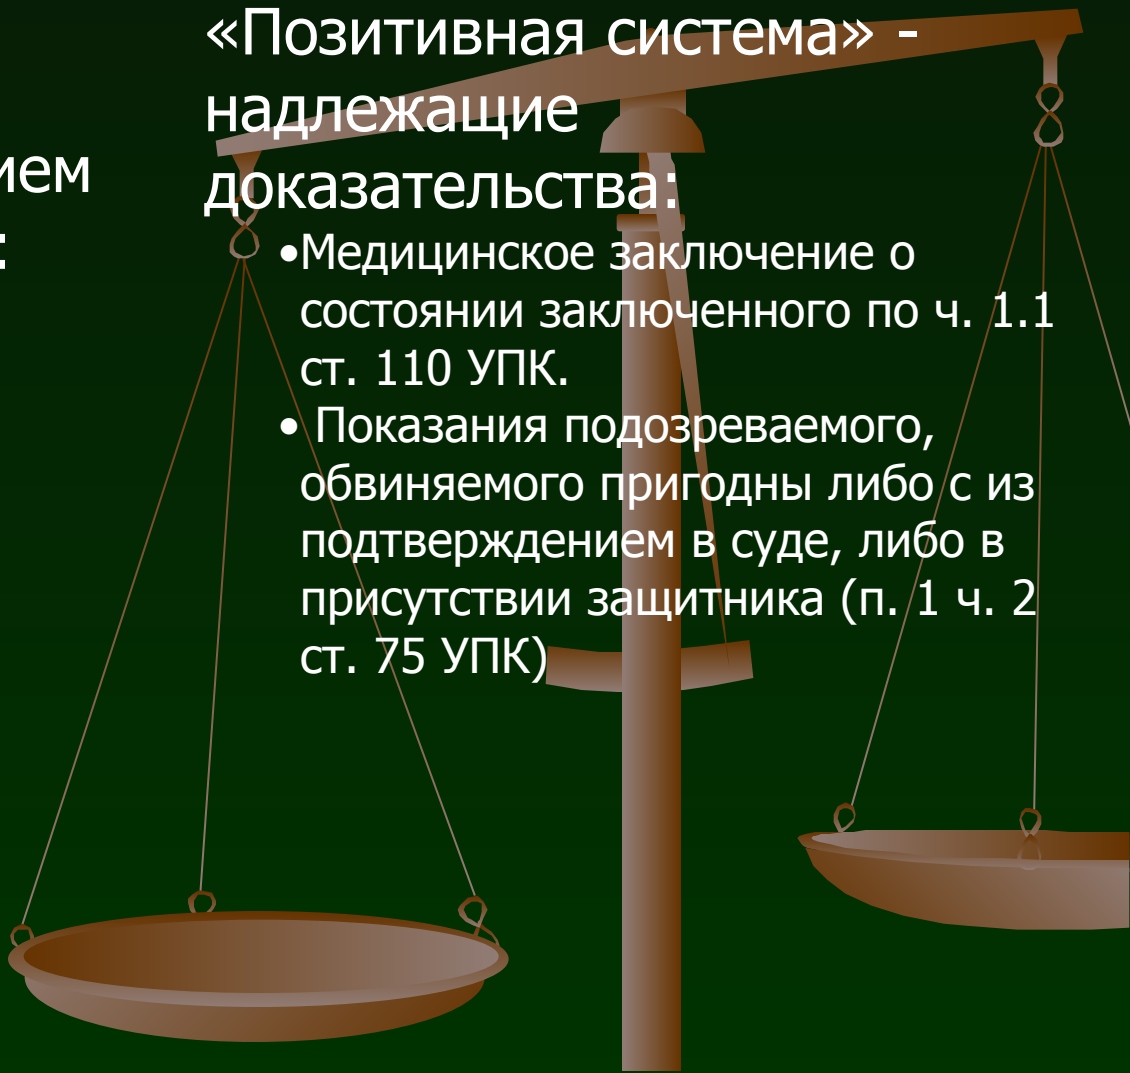 «Позитивная система» -
надлежащие
доказательства:
•Медицинское заключение о
состоянии заключенного по ч. 1.1
ст. 110 УПК.
• Показания подозреваемого,
обвиняемого пригодны либо с из
подтверждением в суде, либо в
присутствии защитника (п. 1 ч. 2
ст. 75 УПК)
ием
: